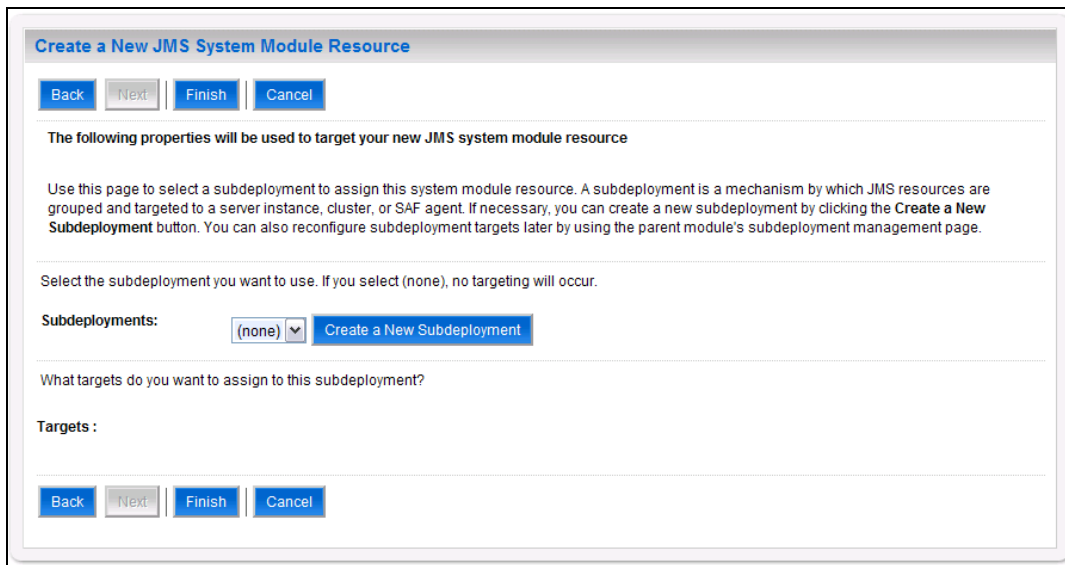 Create a New JMS System Module Resource
Back Next Finish Cancel
The following properties will be used to target your new JMS system module resource
Use this page to select a subdeployment to assign this system module resource. A subdeployment is a mechanism by which JMS resources are
grouped and targeted to a server instance, cluster, or SAF agent. If necessary, you can create a new subdeployment by clicking the Create a New
Subdeployment button. You can also reconfigure subdeployment targets later by using the parent module's subdeployment management page.
Select the subdeployment you want to use. If you select (none), no targeting will occur.
Subdeployments: (none) Create a New Subdeployment
What targets do you want to assign to this subdeployment?
Targets :
Back Next Finish Cancel